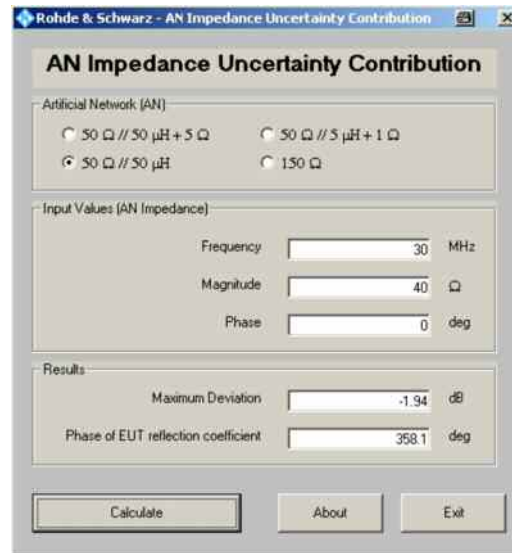 Rohde & Schwarz - AN Impedance Uncertainty Contribution
AN Impedance Uncertainty Contribution
Artificial Network (AN)
50 Ω // 50 µH + 5 Ω
50 Ω // 5 µH + 1 Ω
50 Ω // 50 µH
150 Ω
Input Values (AN Impedance)
Frequency 30 MHz
Magnitude 40 Ω
Phase 0 deg
Results
Maximum Deviation -1.94 dB
Phase of EUT reflection coefficient 358.1 deg
Calculate About Exit